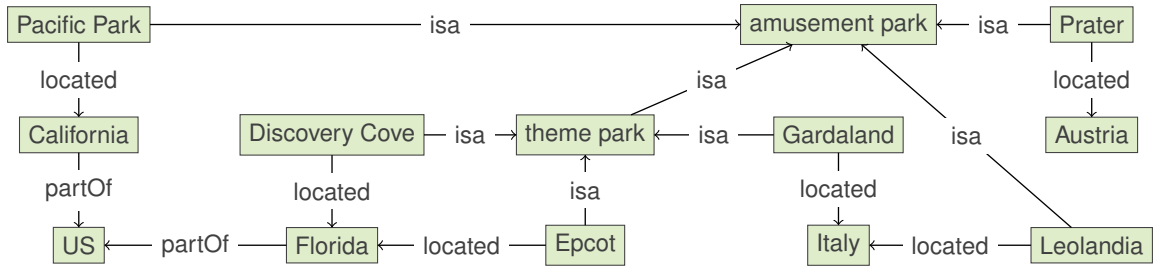 Pacific Park
isa
amusement park
isa
Prater
located
isa
located
California
Discovery Cove
isa
theme park
isa
Gardaland
isa
Austria
partOf
located
isa
located
US
partOf
Florida
located
Epcot
Italy
located
Leolandia